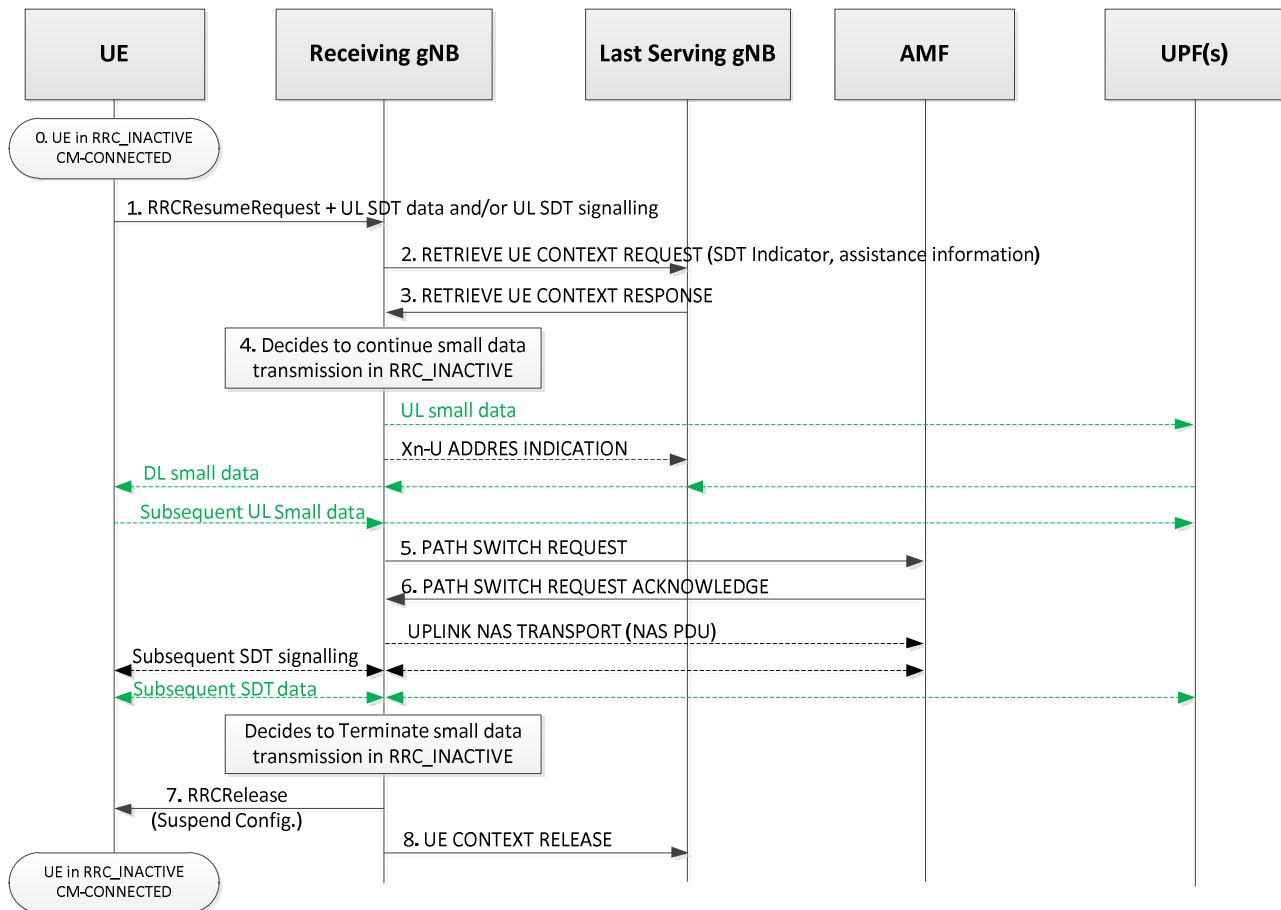 UE
Receiving gNB
Last Serving gNB
AMF
UPF(s)
0. UE in RRC_INACTIVE
CM-CONNECTED
1. RRCResumeRequest + UL SDT data and/or UL SDT signalling
2. RETRIEVE UE CONTEXT REQUEST (SDT Indicator, assistance information)
3. RETRIEVE UE CONTEXT RESPONSE
4. Decides to continue small data
transmission in RRC_INACTIVE
UL small data
Xn-U ADDRES INDICATION
DL small data
Subsequent UL Small data
5. PATH SWITCH REQUEST
6. PATH SWITCH REQUEST ACKNOWLEDGE
UPLINK NAS TRANSPORT (NAS PDU)
Subsequent SDT signalling
Subsequent SDT data
Decides to Terminate small data
transmission in RRC_INACTIVE
7. RRCRelease
(Suspend Config.)
8. UE CONTEXT RELEASE
UE in RRC_INACTIVE
CM-CONNECTED